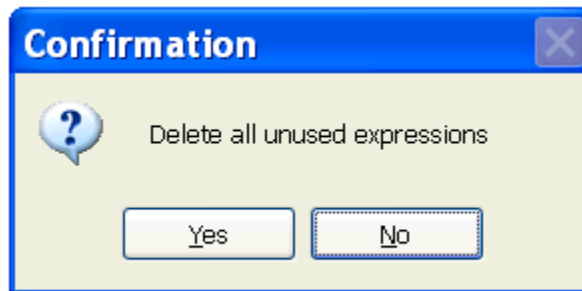 Confirmation
Delete all unused expressions
Yes No